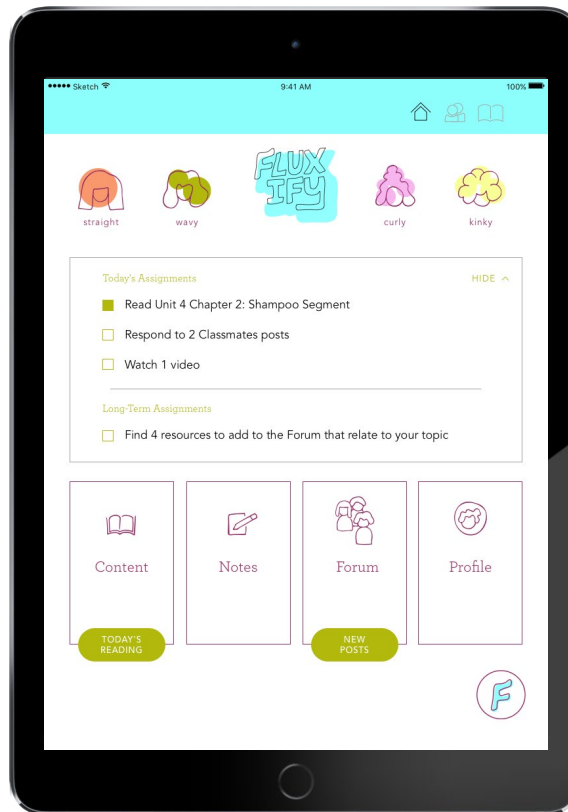 Sketch 9:41 AM 100%
FLUX
IFY
straight wavy curly kinky
Today's Assignments HIDE
Read Unit 4 Chapter 2: Shampoo Segment
Respond to 2 Classmates posts
Watch 1 video
Long-Term Assignments
Find 4 resources to add to the Forum that relate to your topic
Content Notes Forum Profile
TODAY'S
READING
NEW
POSTS
F